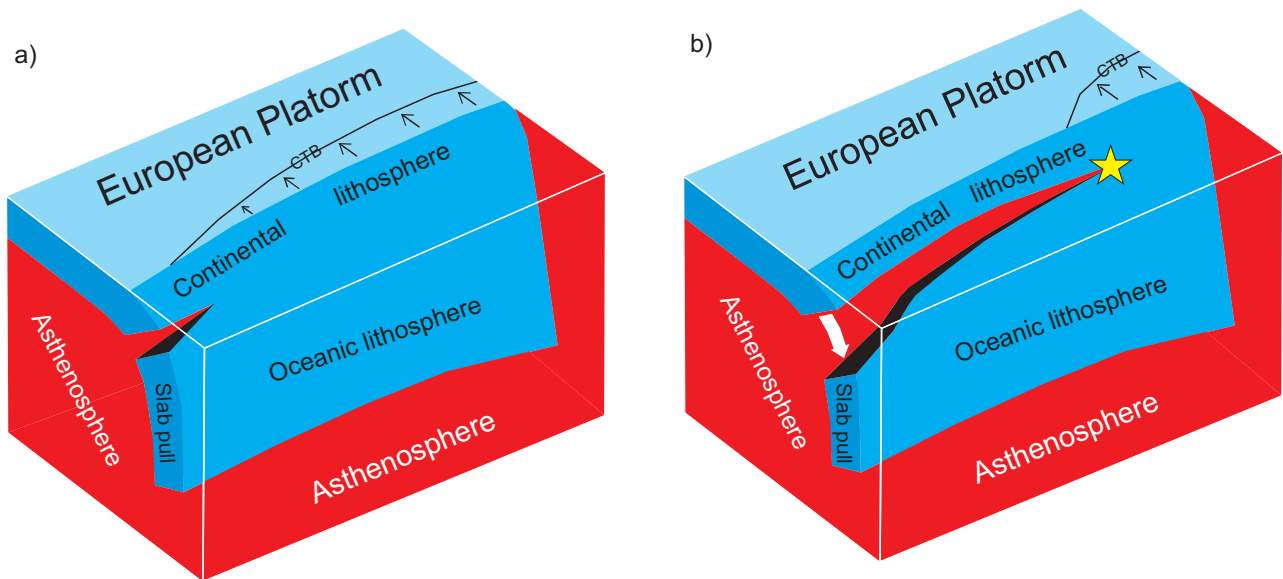 a)
European Platorm
CTB
lithosphere
Continental
Oceanic lithosphere
Asthenosphere
Slab pull
Asthenosphere
b)
European Platorm
CTB
lithosphere
Continental
Oceanic lithosphere
Asthenosphere
Slab pull
Asthenosphere